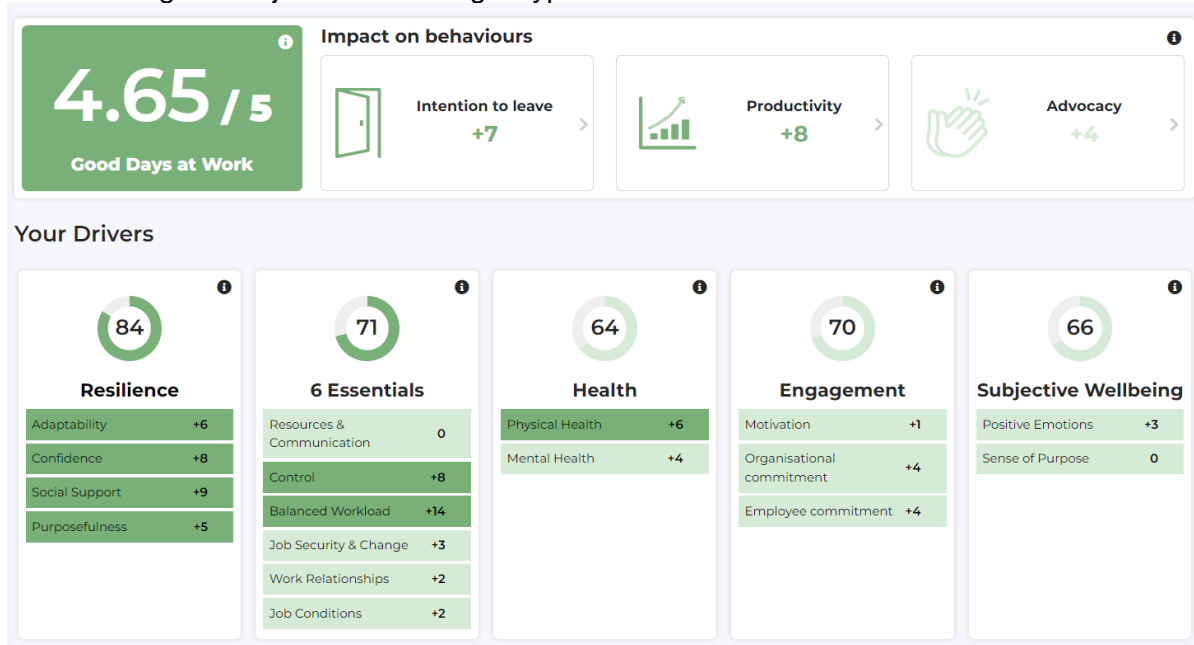 Impact on behaviours
4.65 / 5
Good Days at Work
Intention to leave
+7
Productivity
+8
Advocacy
+4
Your Drivers
84
Resilience
Adaptability +6
Confidence +8
Social Support +9
Purposefulness +5
71
6 Essentials
Resources &
Communication 0
Control +8
Balanced Workload +14
Job Security & Change +3
Work Relationships +2
Job Conditions +2
64
Health
Physical Health +6
Mental Health +4
70
Engagement
Motivation +1
Organisational
commitment +4
Employee commitment +4
66
Subjective Wellbeing
Positive Emotions +3
Sense of Purpose 0